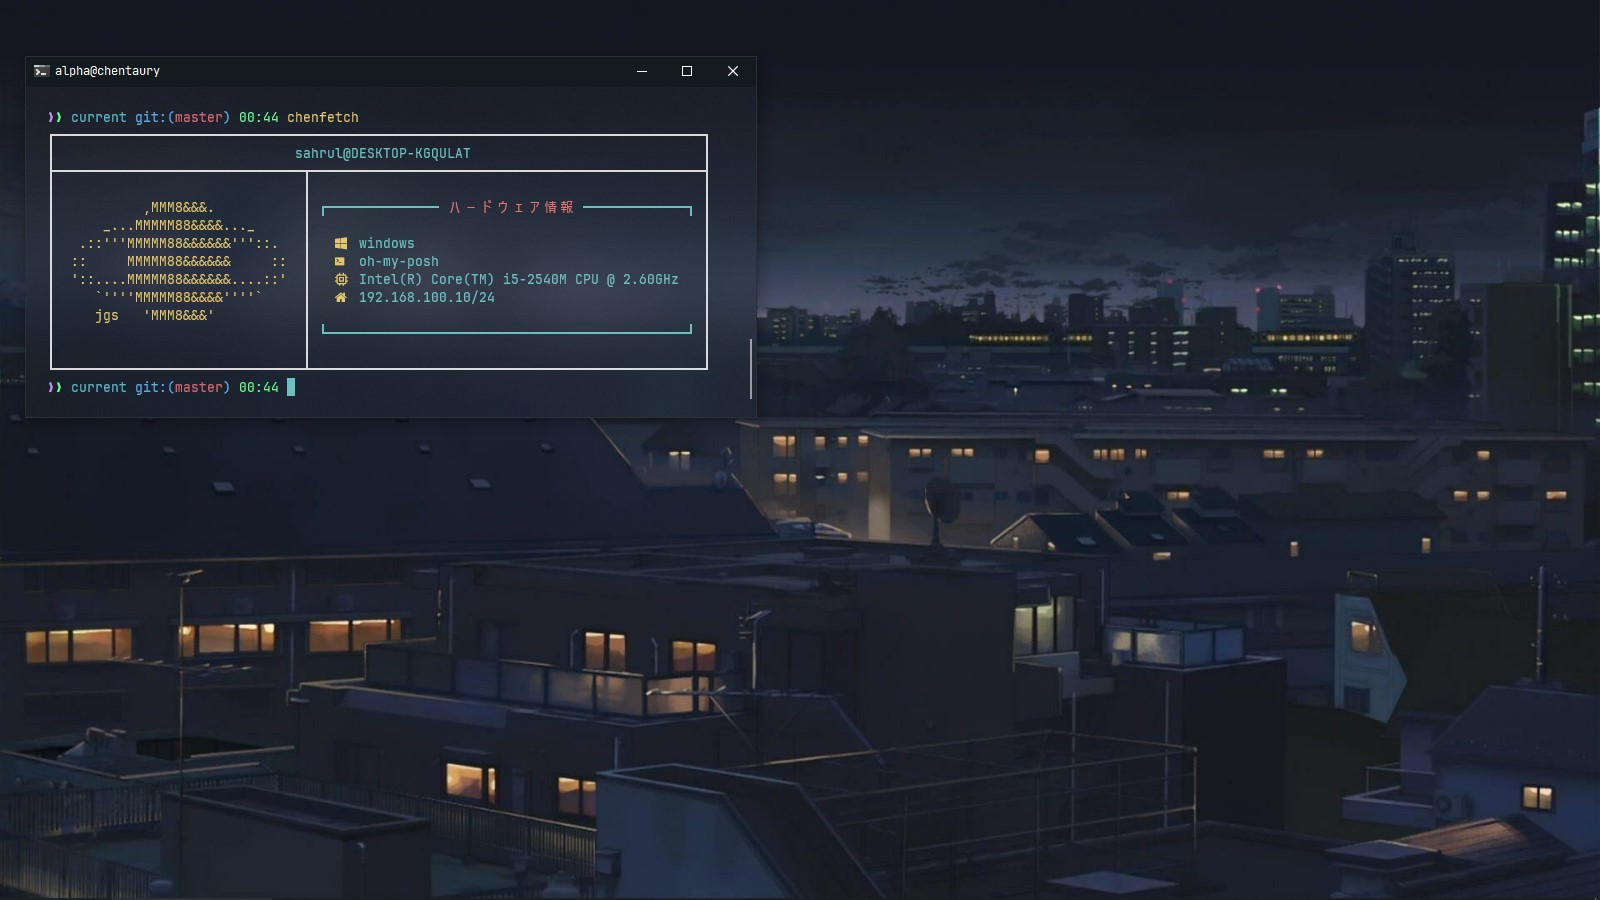 alpha@chentaury
❯❯ current git:(master) 00:44 chenfetch
sahrul@DESKTOP-KGQULAT
,MMM8&&&.
_...MMMMM88&&&&..._
.::'''MMMMM88&&&&&&'''::.
::     MMMMM88&&&&&&     ::
'::....MMMMM88&&&&&&....::'
`''''MMMMM88&&&&''''`
jgs   'MMM8&&&'
ハードウェア情報
windows
oh-my-posh
Intel(R) Core(TM) i5-2540M CPU @ 2.60GHz
192.168.100.10/24
❯❯ current git:(master) 00:44